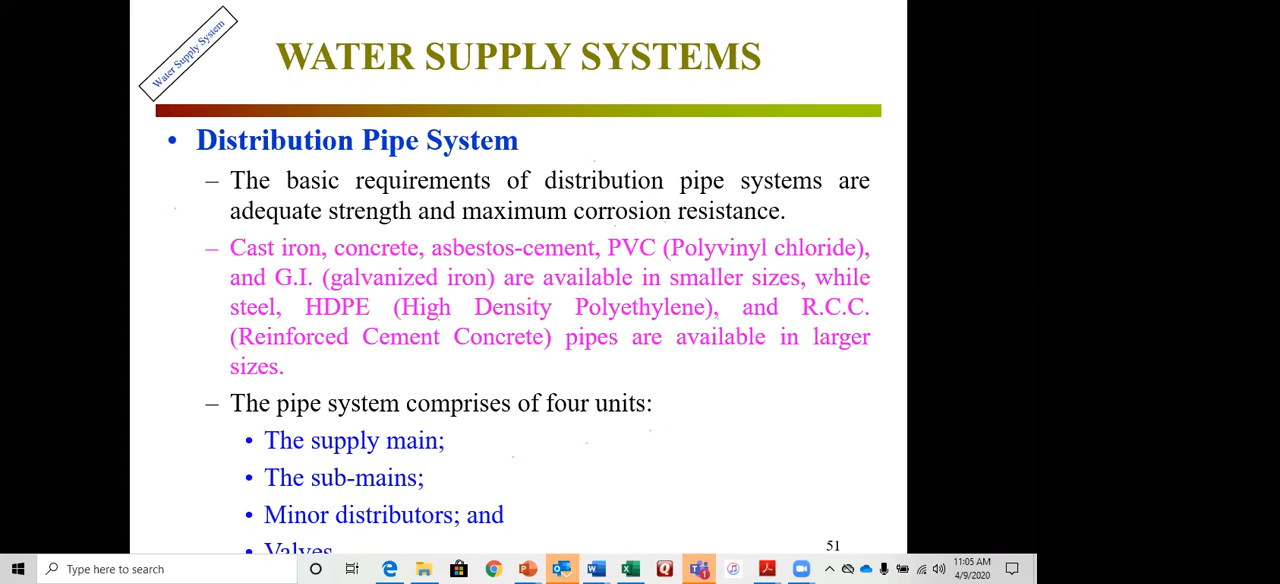 Water Supply System
WATER SUPPLY SYSTEMS
• Distribution Pipe System
– The basic requirements of distribution pipe systems are
adequate strength and maximum corrosion resistance.
– Cast iron, concrete, asbestos-cement, PVC (Polyvinyl chloride),
and G.I. (galvanized iron) are available in smaller sizes, while
steel, HDPE (High Density Polyethylene), and R.C.C.
(Reinforced Cement Concrete) pipes are available in larger
sizes.
– The pipe system comprises of four units:
• The supply main;
• The sub-mains;
• Minor distributors; and
• Valves
51
Type here to search
11:05 AM
4/9/2020